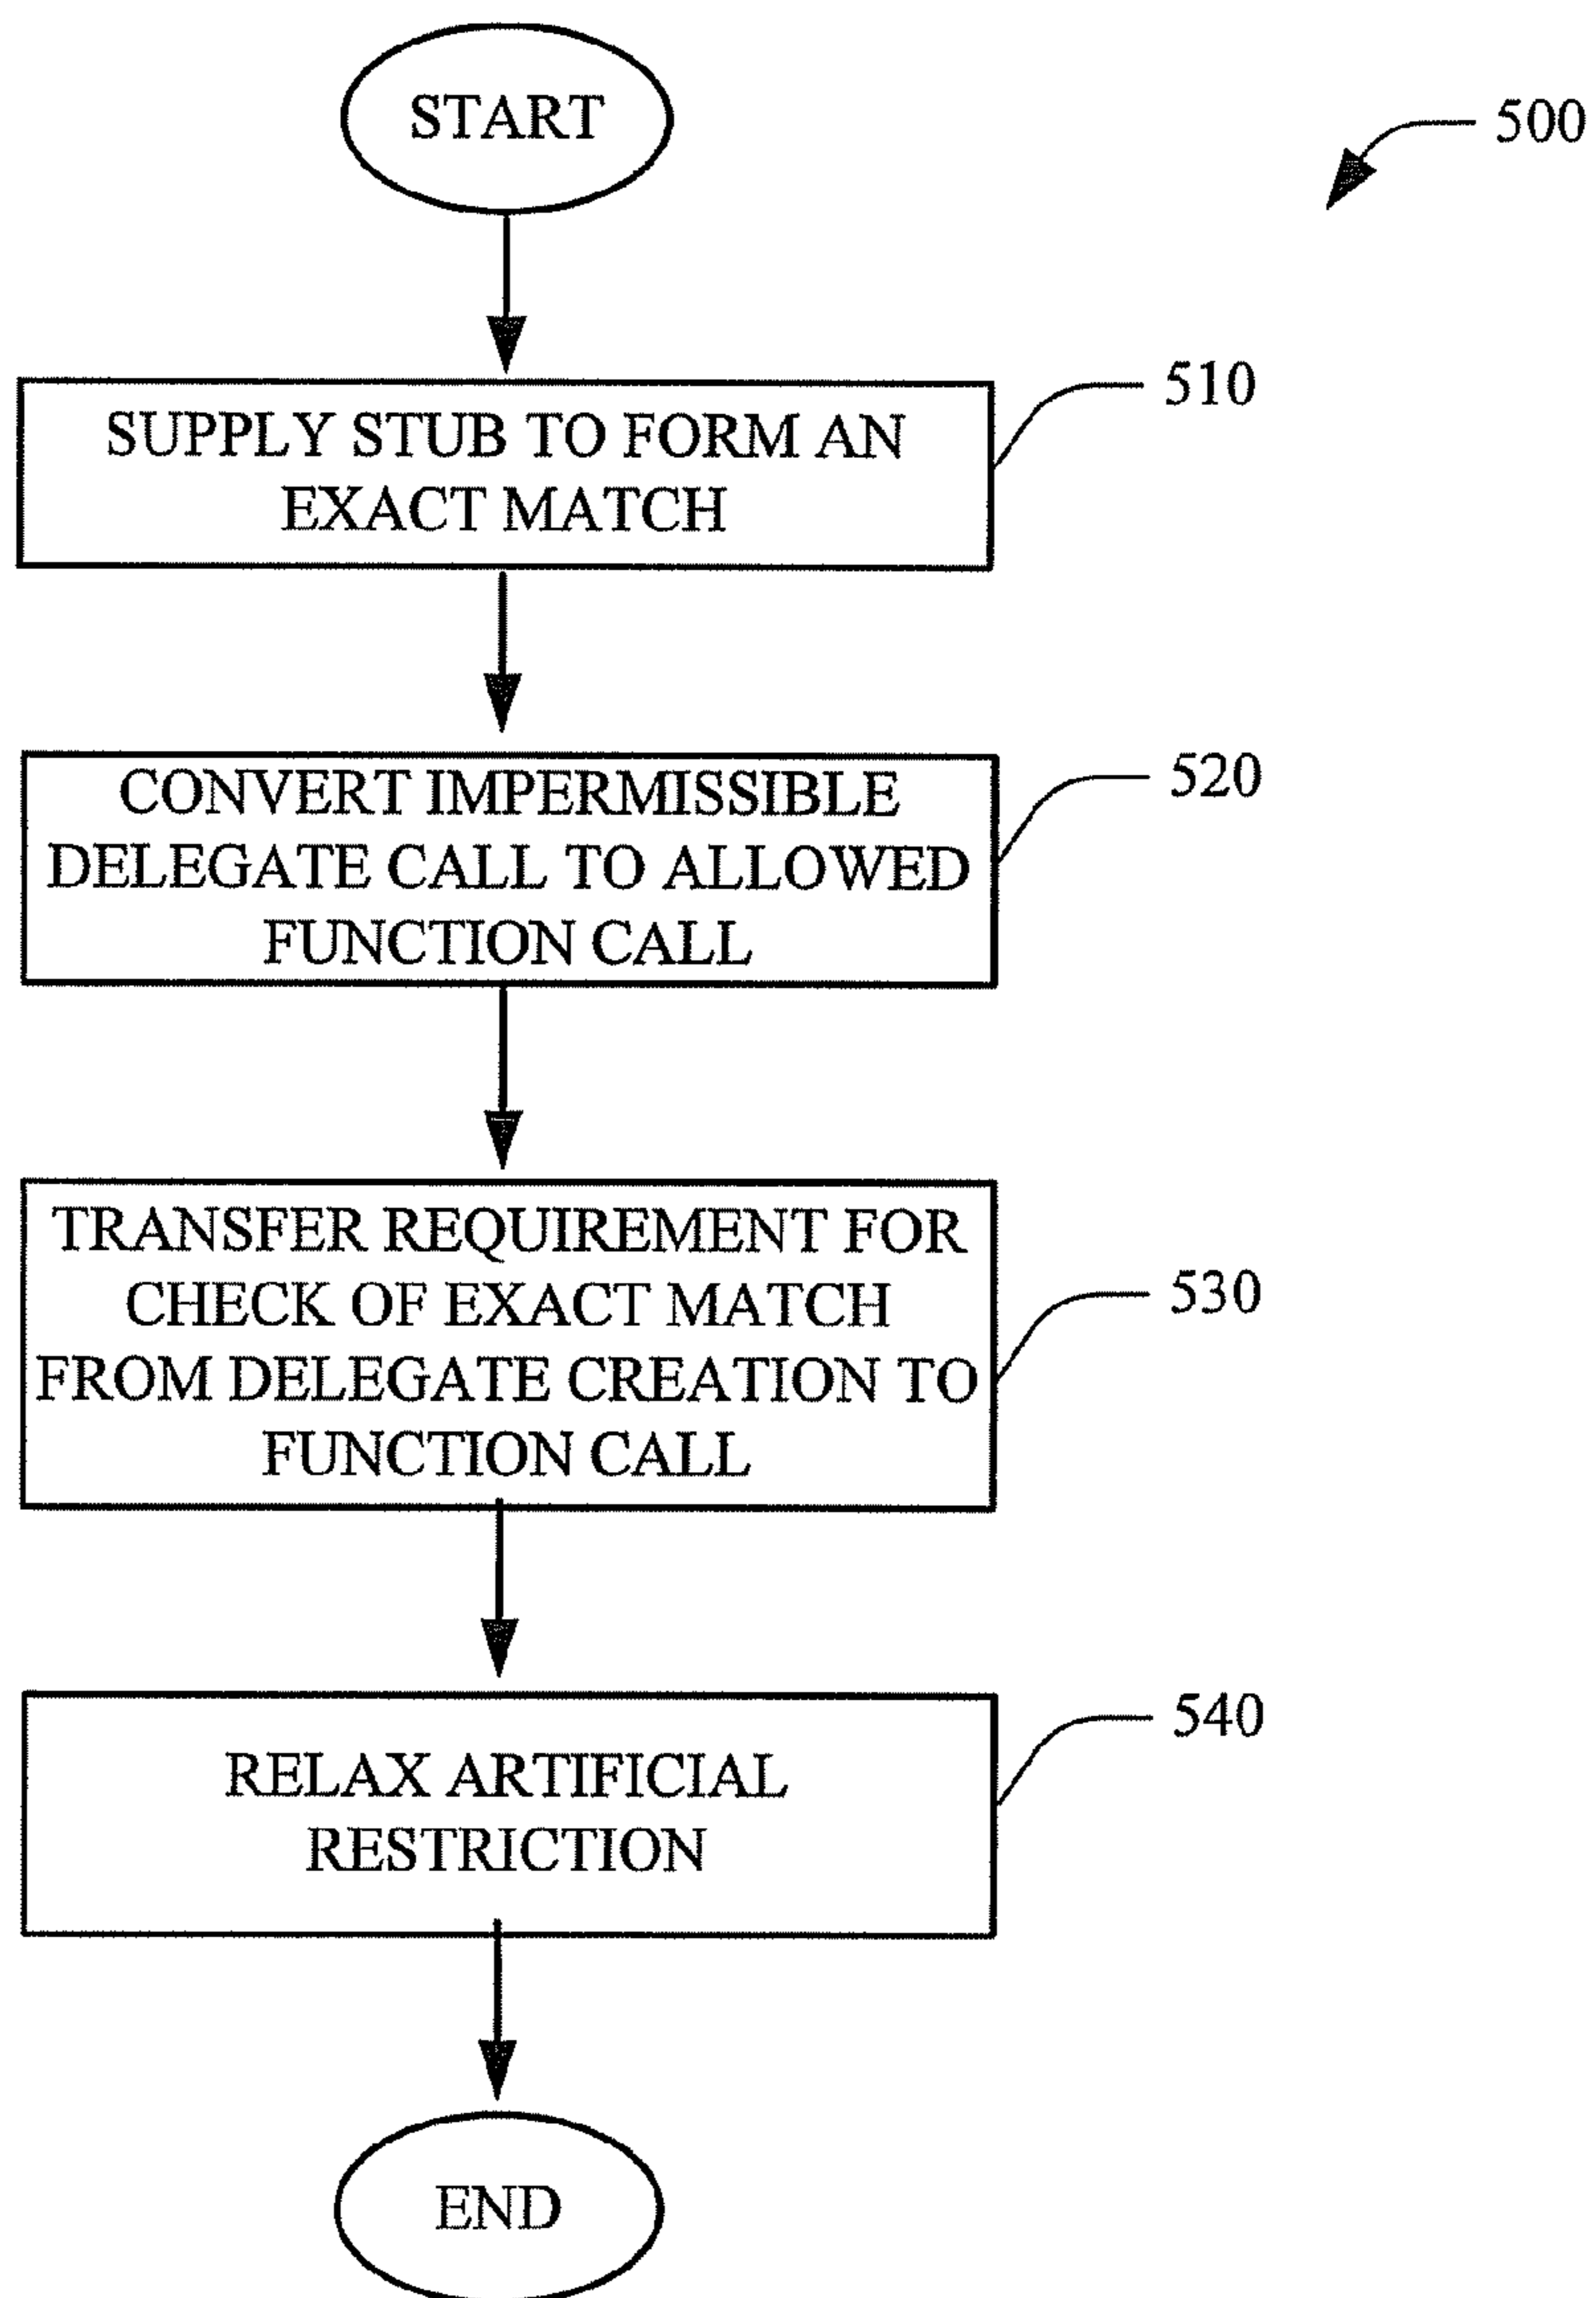 START
500
510
SUPPLY STUB TO FORM AN
EXACT MATCH
520
CONVERT IMPERMISSIBLE
DELEGATE CALL TO ALLOWED
FUNCTION CALL
530
TRANSFER REQUIREMENT FOR
CHECK OF EXACT MATCH
FROM DELEGATE CREATION TO
FUNCTION CALL
540
RELAX ARTIFICIAL
RESTRICTION
END